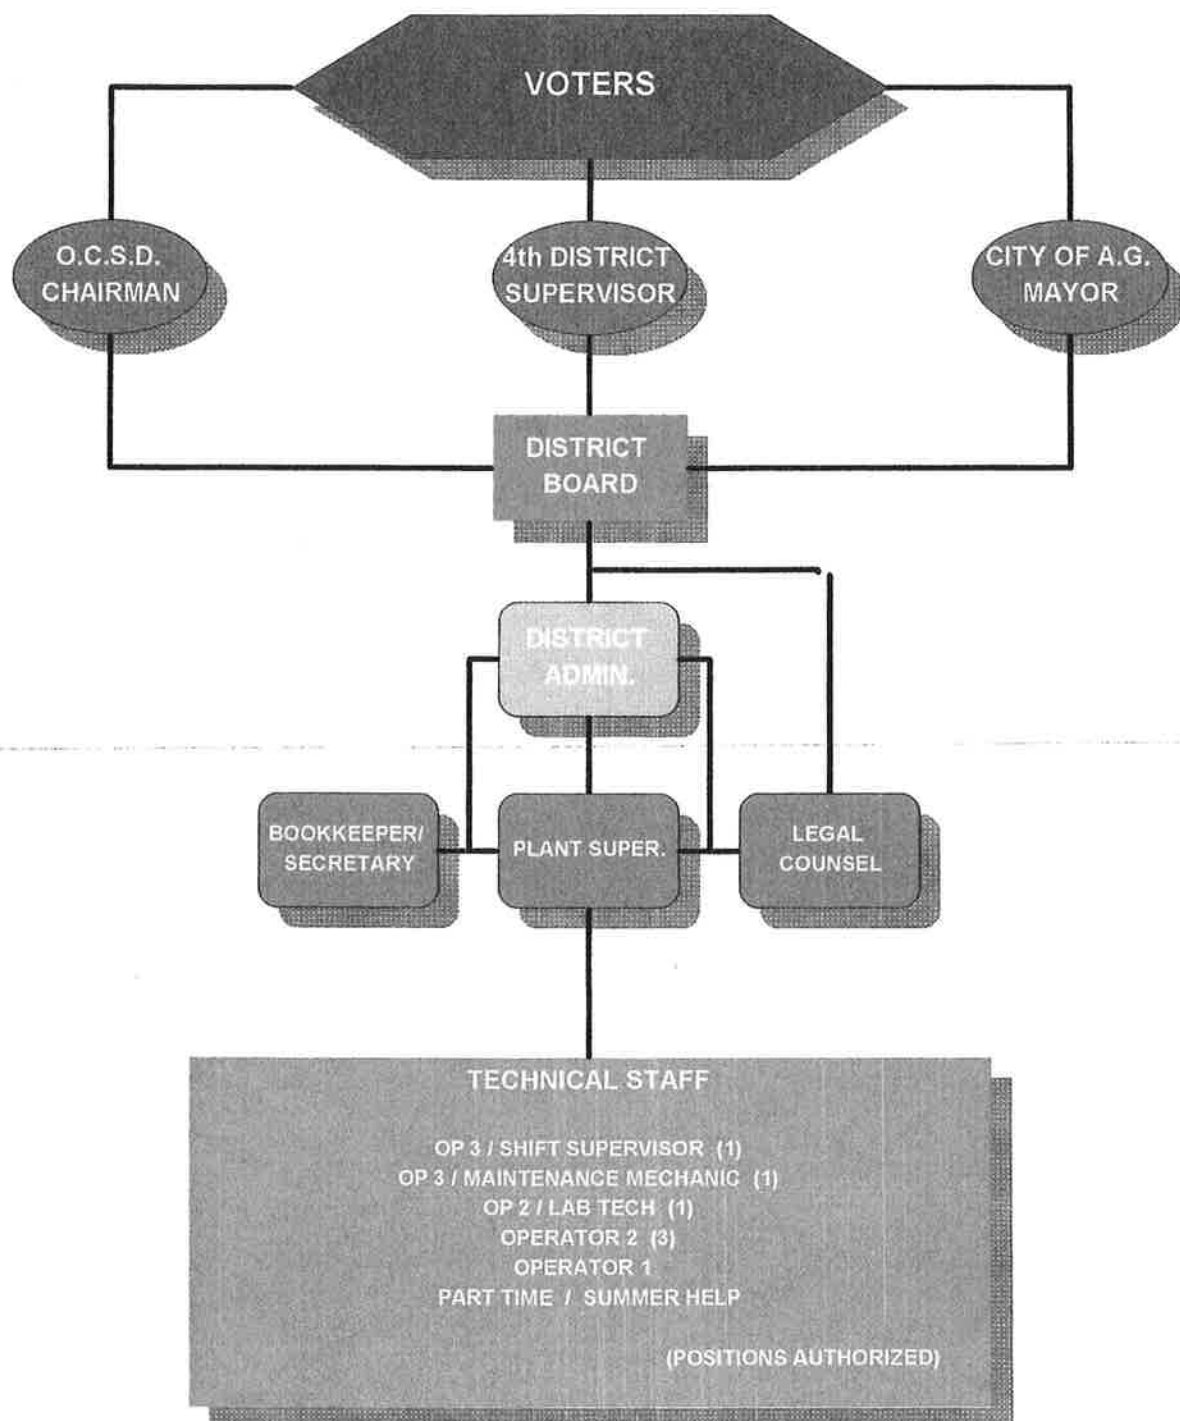 VOTERS
O.C.S.D.
CHAIRMAN
4th DISTRICT
SUPERVISOR
CITY OF A.G.
MAYOR
DISTRICT
BOARD
DISTRICT
ADMIN.
BOOKKEEPER/
SECRETARY
PLANT SUPER.
LEGAL
COUNSEL
TECHNICAL STAFF
OP 3 / SHIFT SUPERVISOR (1)
OP 3 / MAINTENANCE MECHANIC (1)
OP 2 / LAB TECH (1)
OPERATOR 2 (3)
OPERATOR 1
PART TIME / SUMMER HELP
(POSITIONS AUTHORIZED)